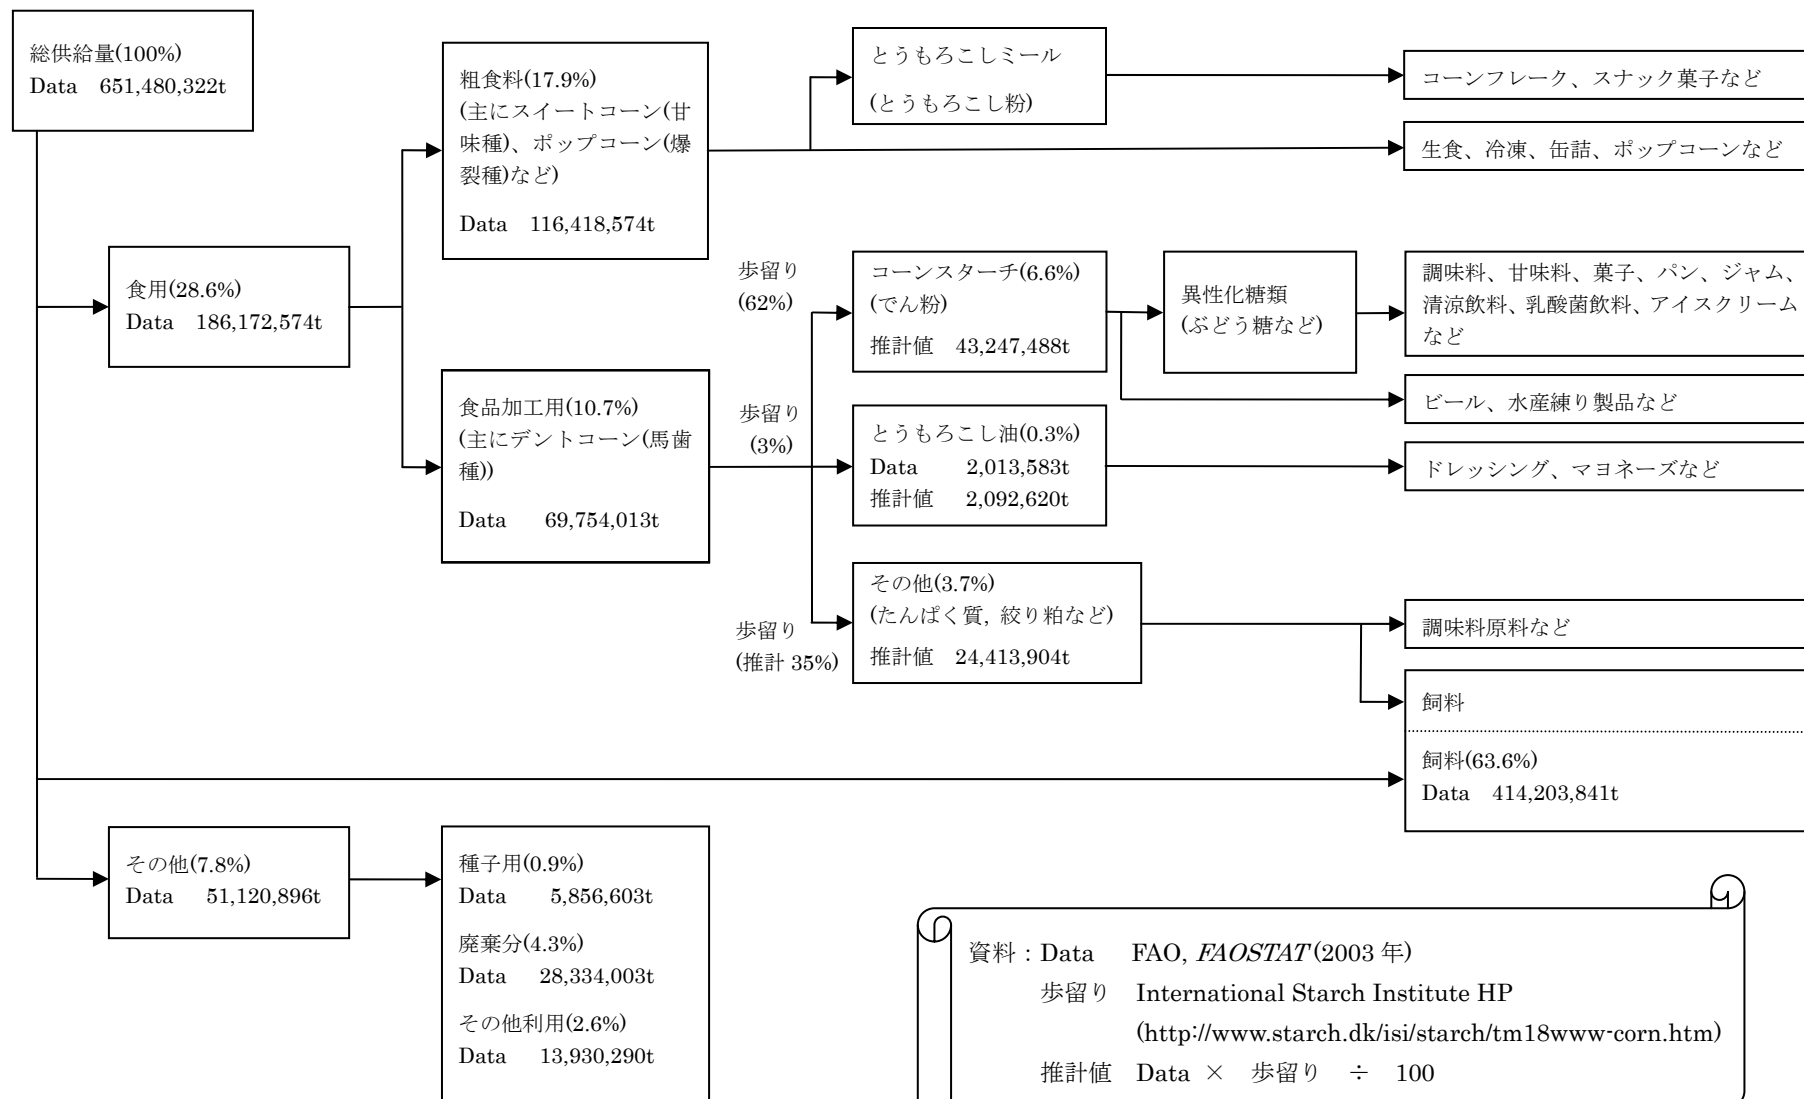 総供給量(100%)
Data 651,480,322t
粗食料(17.9%)
(主にスイートコーン(甘
味種)、ポップコーン(爆
裂種)など)
Data 116,418,574t
とうもろこしミール
(とうもろこし粉)
コーンフレーク、スナック菓子など
生食、冷凍、缶詰、ポップコーンなど
食用(28.6%)
Data 186,172,574t
歩留り
(62%)
コーンスターチ(6.6%)
(でん粉)
推計値 43,247,488t
異性化糖類
(ぶどう糖など)
調味料、甘味料、菓子、パン、ジャム、
清涼飲料、乳酸菌飲料、アイスクリーム
など
ビール、水産練り製品など
食品加工用(10.7%)
(主にデントコーン(馬歯
種))
Data 69,754,013t
歩留り
(3%)
とうもろこし油(0.3%)
Data 2,013,583t
推計値 2,092,620t
ドレッシング、マヨネーズなど
歩留り
(推計 35%)
その他(3.7%)
(たんぱく質, 絞り粕など)
推計値 24,413,904t
調味料原料など
飼料
飼料(63.6%)
Data 414,203,841t
その他(7.8%)
Data 51,120,896t
種子用(0.9%)
Data 5,856,603t
廃棄分(4.3%)
Data 28,334,003t
その他利用(2.6%)
Data 13,930,290t
資料：Data FAO, FAOSTAT (2003 年)
歩留り International Starch Institute HP
(http://www.starch.dk/isi/starch/tm18www-corn.htm)
推計値 Data × 歩留り ÷ 100